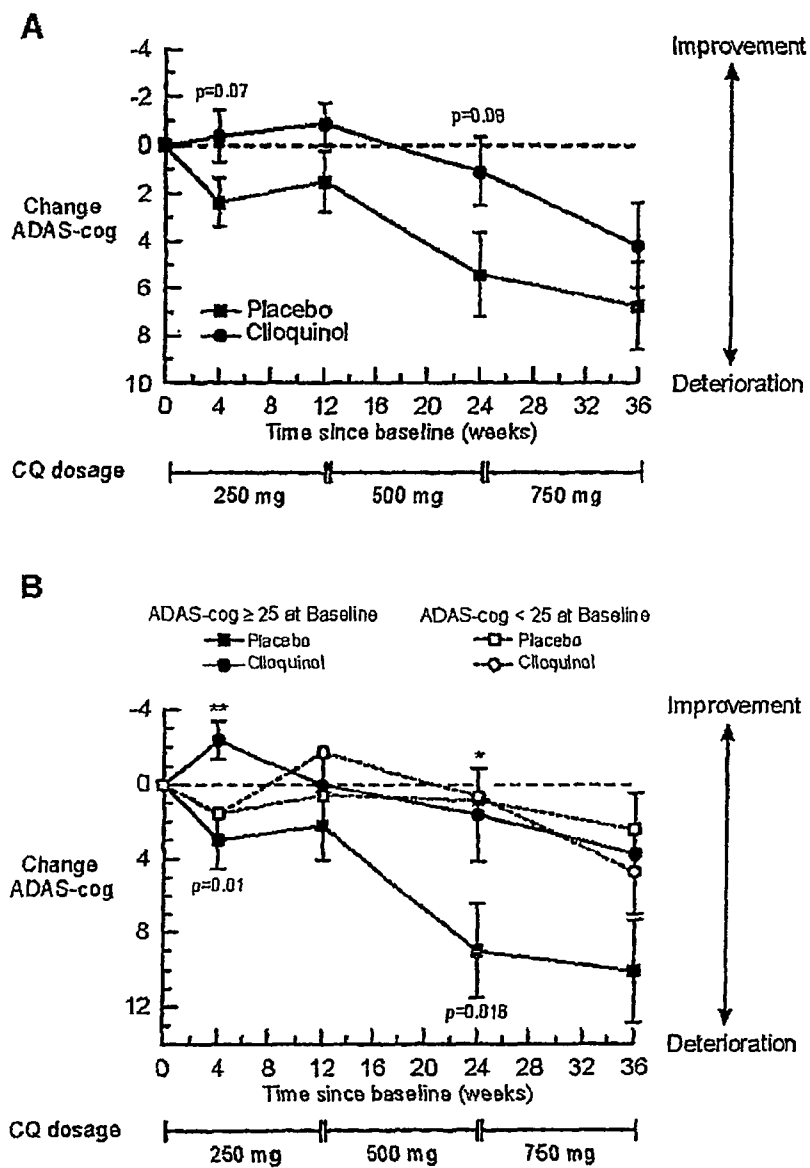 A
-4
-2
0
2
4
6
8
10
Change
ADAS-cog
p=0.07
p=0.08
Placebo
Clioquinol
Improvement
Deterioration
0 4 8 12 16 20 24 28 32 36
Time since baseline (weeks)
CQ dosage
250 mg 500 mg 750 mg
B
ADAS-cog ≥ 25 at Baseline
Placebo
Clioquinol
ADAS-cog < 25 at Baseline
Placebo
Clioquinol
-4
0
4
8
12
Change
ADAS-cog
**
*
p=0.01
p=0.018
Improvement
Deterioration
0 4 8 12 16 20 24 28 32 36
Time since baseline (weeks)
CQ dosage
250 mg 500 mg 750 mg